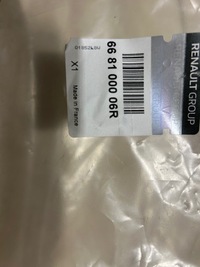 RENAULT GROUP
66 81 000 06R
X1
Made in France